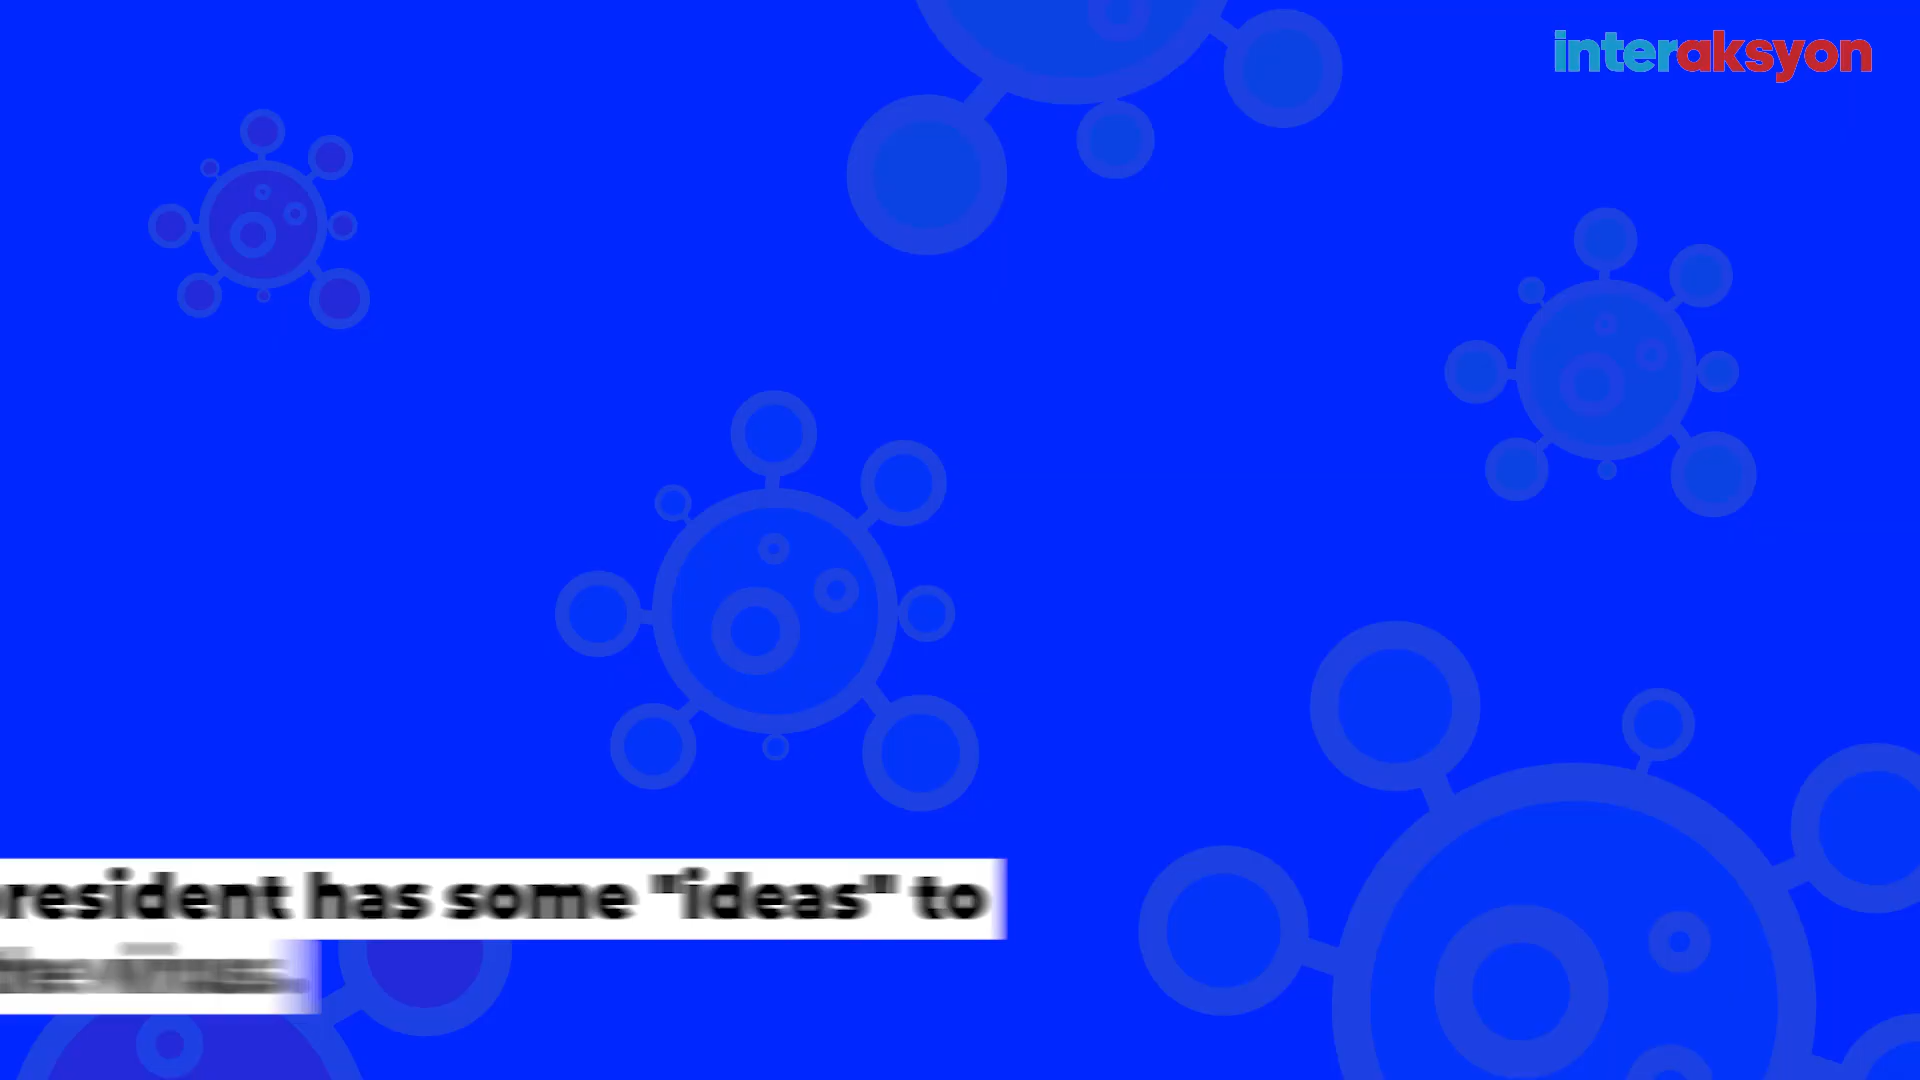 interaksyon
resident has some "ideas" to